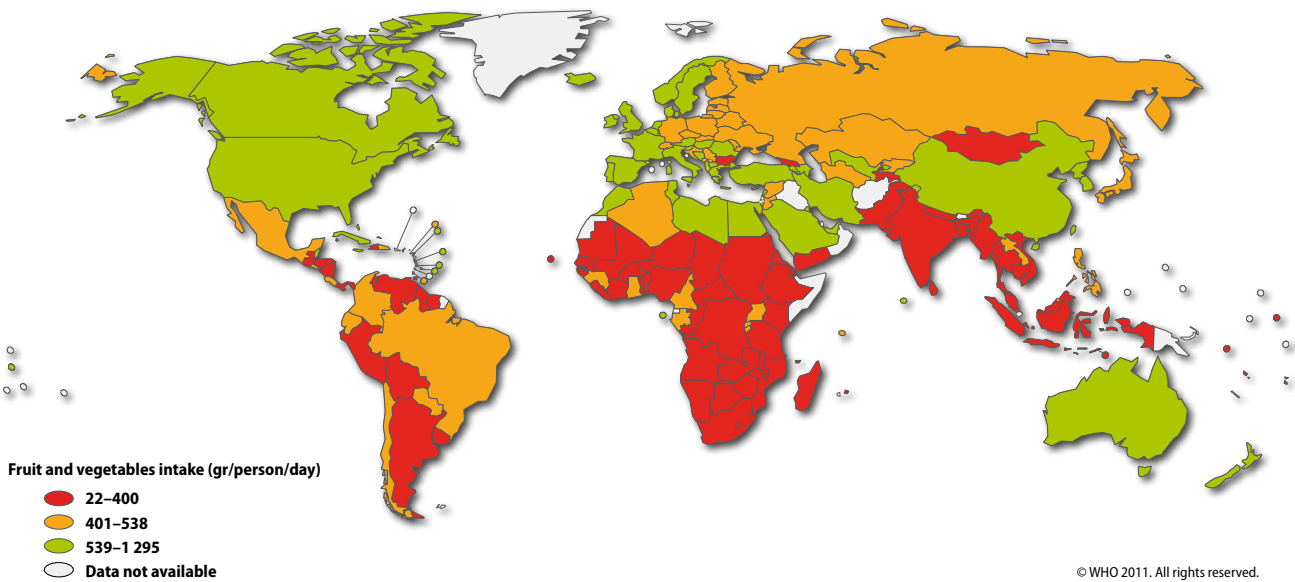 Fruit and vegetables intake (gr/person/day)
22–400
401–538
539–1 295
Data not available
© WHO 2011. All rights reserved.